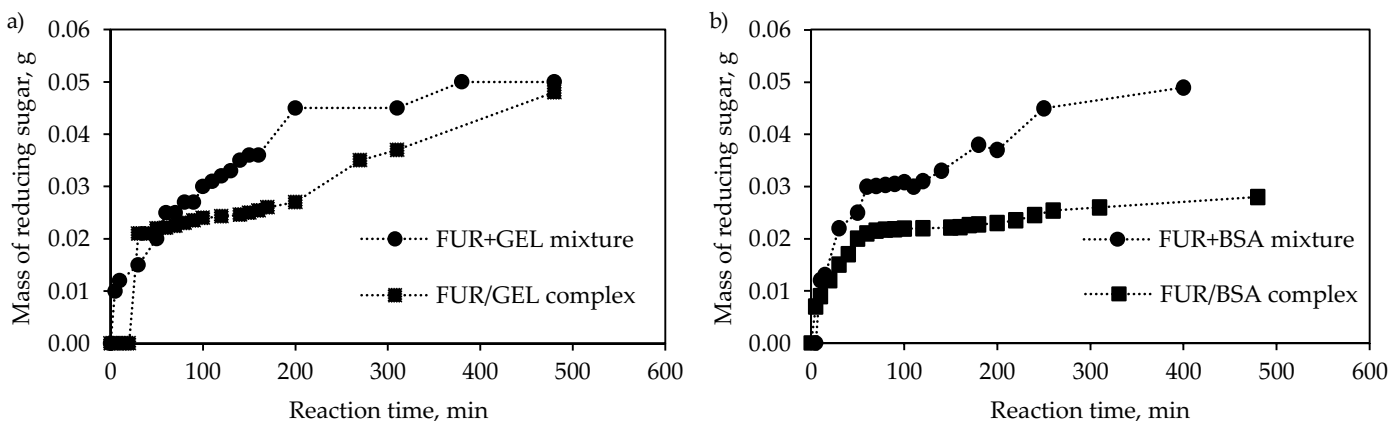 a)
Mass of reducing sugar, g
0.06
0.05
0.04
0.03
0.02
0.01
0.00
FUR+GEL mixture
FUR/GEL complex
0 100 200 300 400 500 600
Reaction time, min
b)
Mass of reducing sugar, g
0.06
0.05
0.04
0.03
0.02
0.01
0.00
FUR+BSA mixture
FUR/BSA complex
0 100 200 300 400 500 600
Reaction time, min